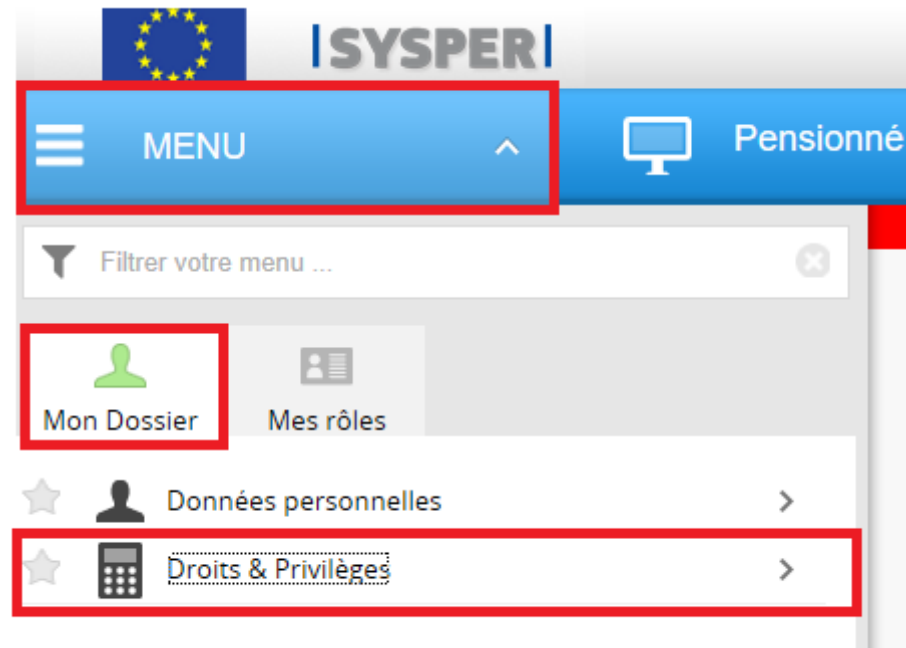 SYSPER
MENU
Pensionné
Filtrer votre menu ...
Mon Dossier
Mes rôles
Données personnelles
Droits & Privilèges